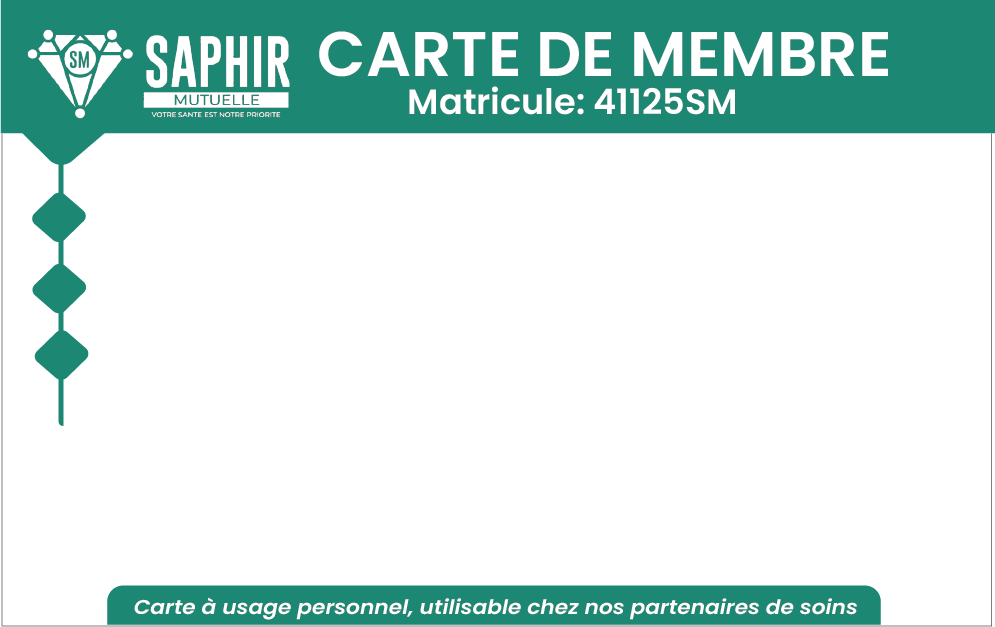 SM
SAPHIR
MUTUELLE
VOTRE SANTE EST NOTRE PRIORITE
CARTE DE MEMBRE
Matricule: 41125SM
Carte à usage personnel, utilisable chez nos partenaires de soins